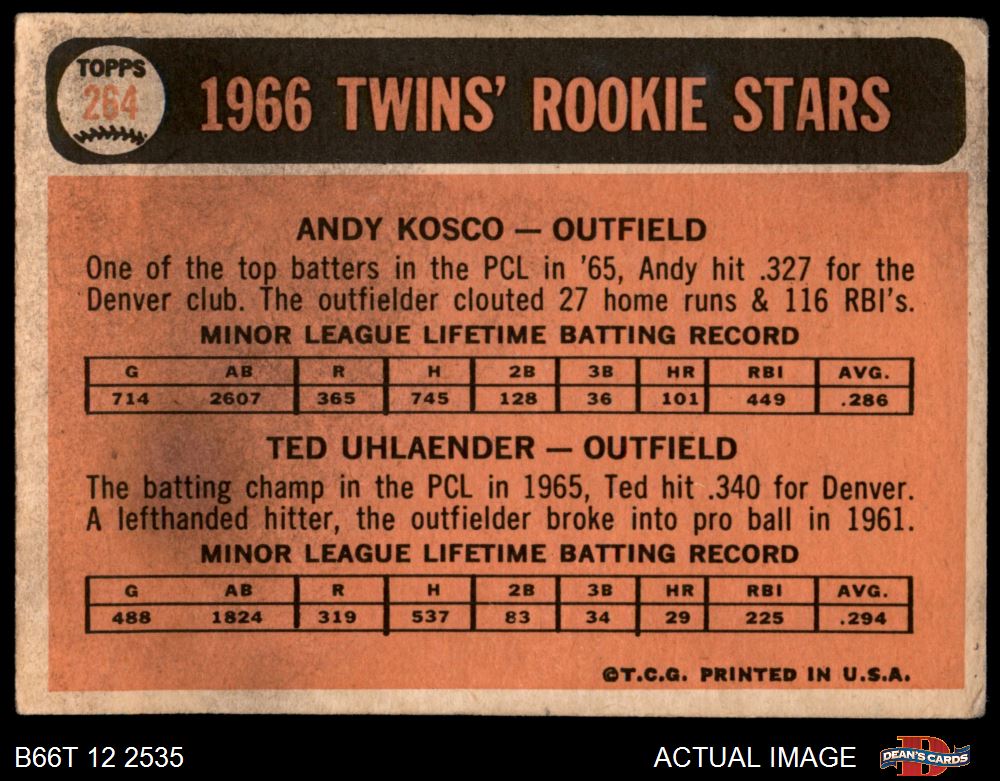 TOPPS
264
1966 TWINS' ROOKIE STARS
ANDY KOSCO — OUTFIELD
One of the top batters in the PCL in '65, Andy hit .327 for the
Denver club. The outfielder clouted 27 home runs & 116 RBI's.
MINOR LEAGUE LIFETIME BATTING RECORD
G AB R H 2B 3B HR RBI AVG.
714 2607 365 745 128 36 101 449 .286
TED UHLAENDER — OUTFIELD
The batting champ in the PCL in 1965, Ted hit .340 for Denver.
A lefthanded hitter, the outfielder broke into pro ball in 1961.
MINOR LEAGUE LIFETIME BATTING RECORD
G AB R H 2B 3B HR RBI AVG.
488 1824 319 537 83 34 29 225 .294
©T.C.G. PRINTED IN U.S.A.
B66T 12 2535
ACTUAL IMAGE
D
DEAN'S CARDS